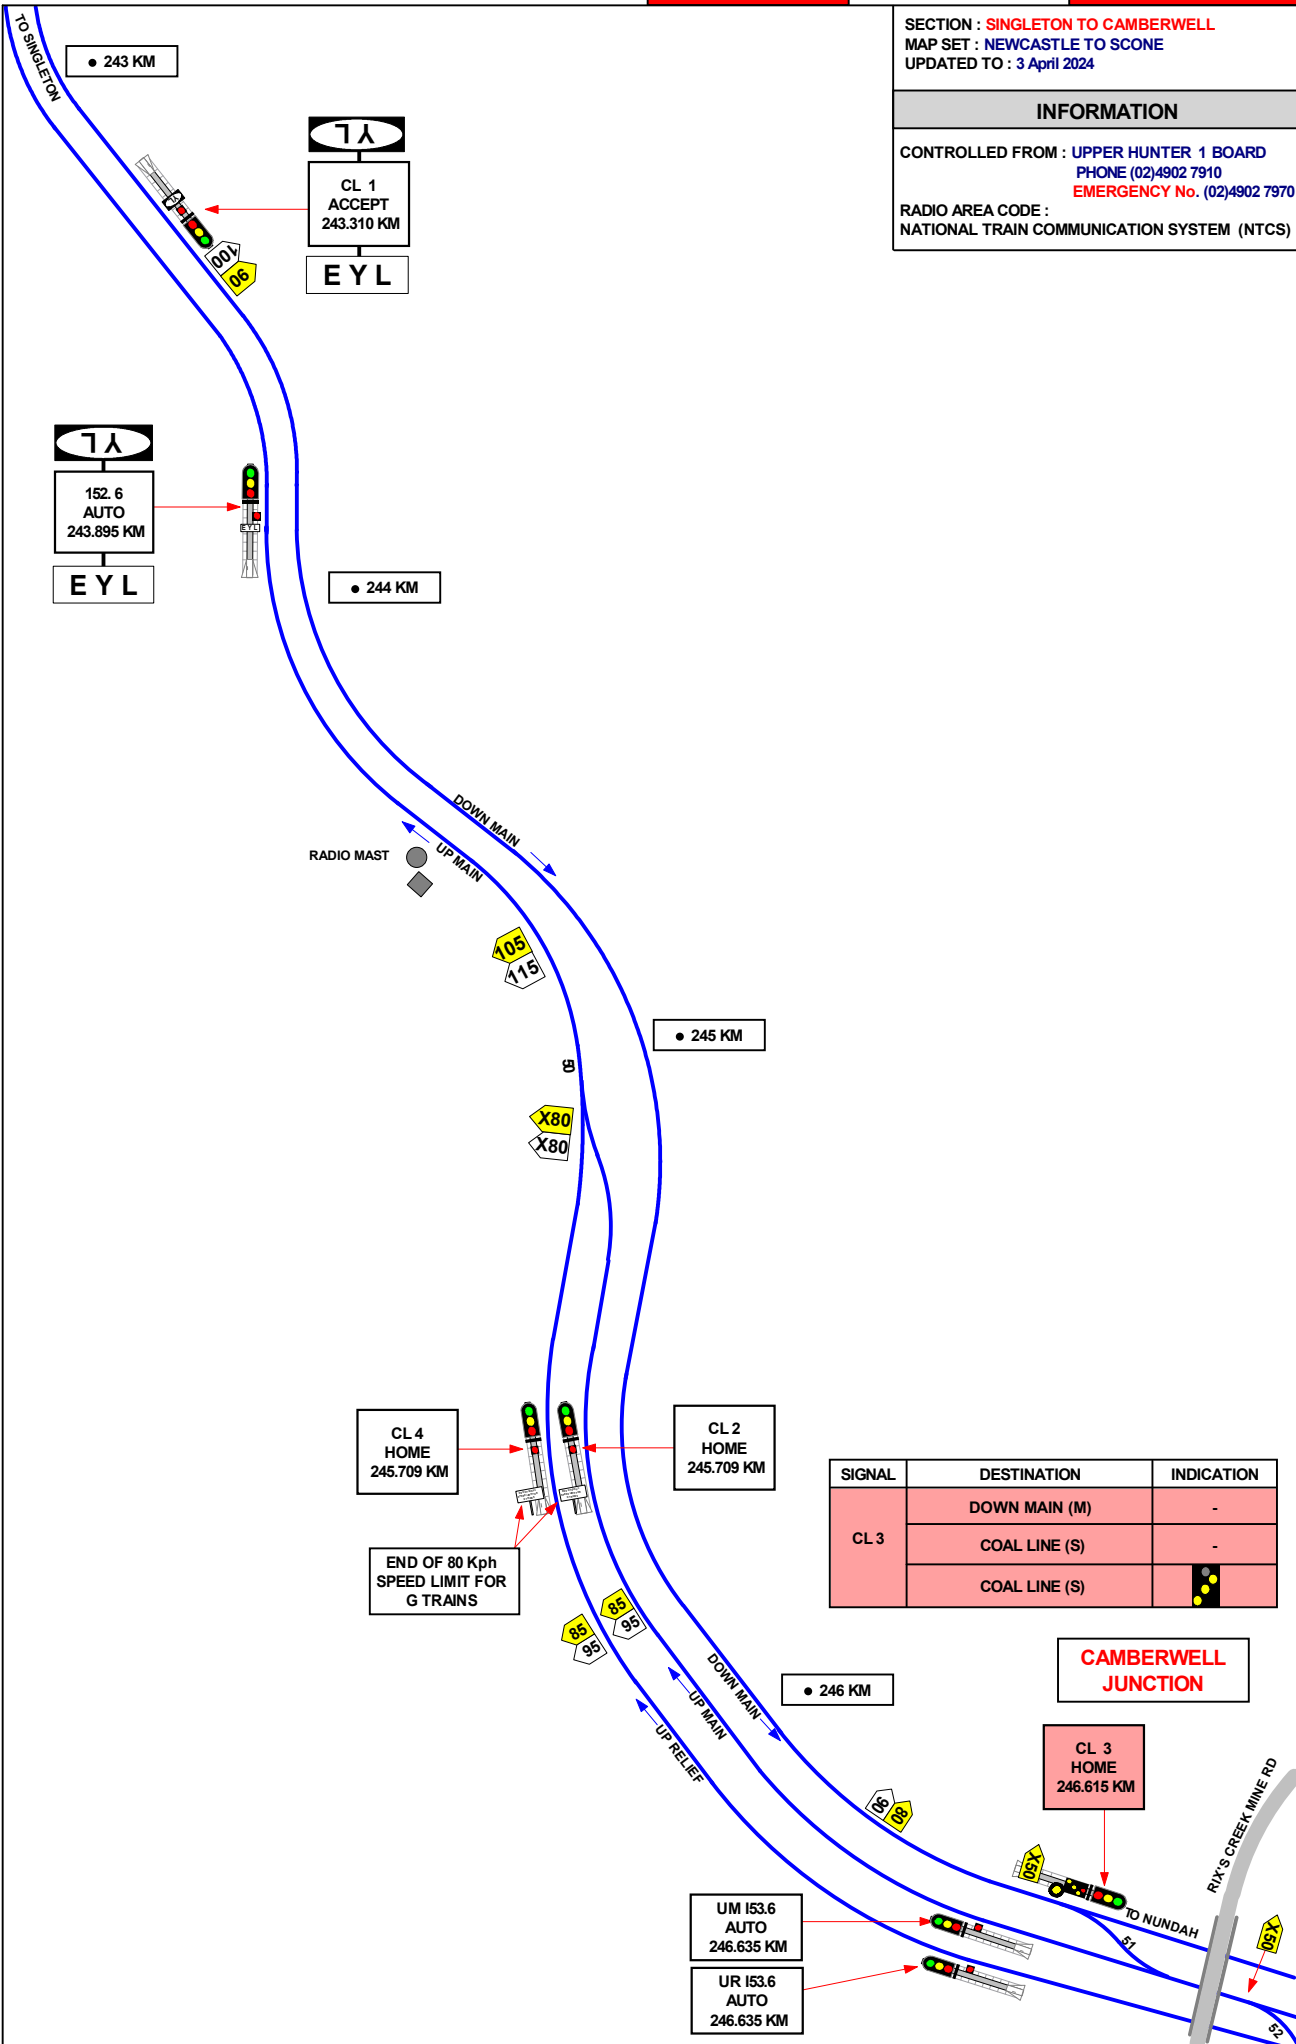 SECTION : SINGLETON TO CAMBERWELL
MAP SET : NEWCASTLE TO SCONE
UPDATED TO : 3 April 2024
INFORMATION
CONTROLLED FROM : UPPER HUNTER 1 BOARD
PHONE (02)4902 7910
EMERGENCY No. (02)4902 7970
RADIO AREA CODE :
NATIONAL TRAIN COMMUNICATION SYSTEM (NTCS)
TO SINGLETON
• 243 KM
YL
CL 1
ACCEPT
243.310 KM
E Y L
100
90
YL
152. 6
AUTO
243.895 KM
E Y L
EYL
• 244 KM
DOWN MAIN
UP MAIN
RADIO MAST
105
115
• 245 KM
50
X80
X80
CL 4
HOME
245.709 KM
CL 2
HOME
245.709 KM
END OF 80 Kph
SPEED LIMIT FOR
G TRAINS
SIGNAL DESTINATION INDICATION
CL 3
DOWN MAIN (M) -
COAL LINE (S) -
COAL LINE (S)
85
95
85
95
CAMBERWELL
JUNCTION
DOWN MAIN
UP MAIN
UP RELIEF
• 246 KM
CL 3
HOME
246.615 KM
RIX'S CREEK MINE RD
90
80
X50
TO NUNDAH
51
X50
52
UM I53.6
AUTO
246.635 KM
UR I53.6
AUTO
246.635 KM